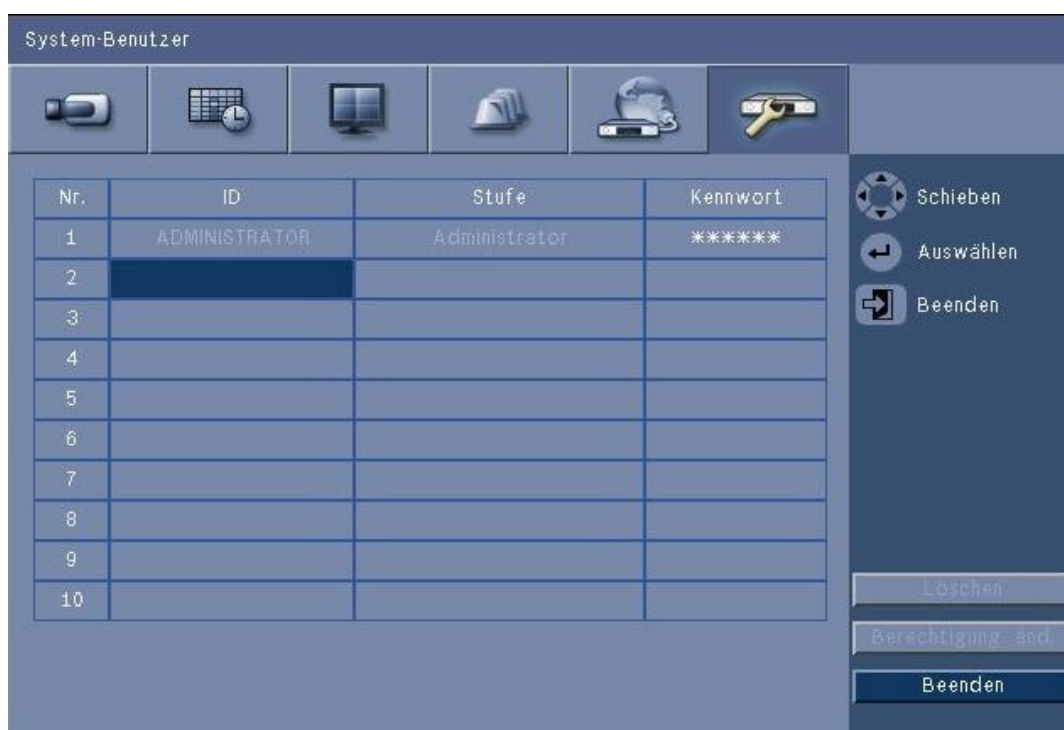 System-Benutzer
Nr. ID Stufe Kennwort
1 ADMINISTRATOR Administrator ******
2
3
4
5
6
7
8
9
10
Schieben
Auswählen
Beenden
Löschen
Berechtigung änd.
Beenden